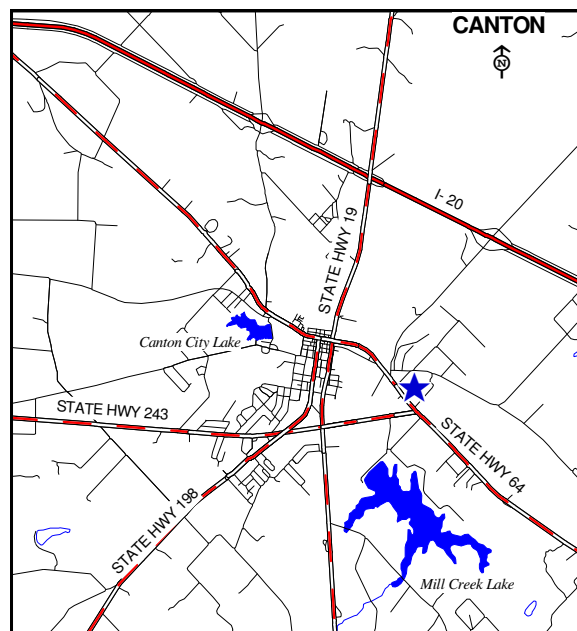 CANTON
N
I- 20
STATE HWY 19
Canton City Lake
STATE HWY 243
STATE HWY 64
STATE HWY 198
Mill Creek Lake